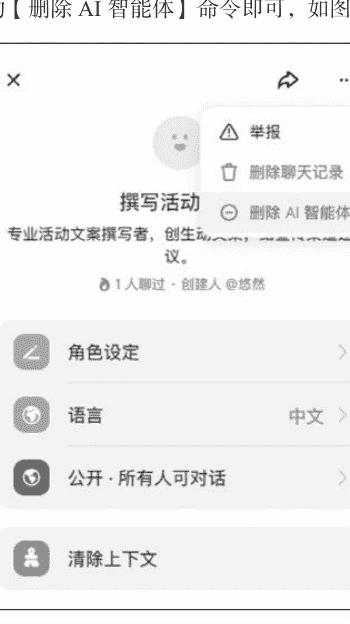 【删除 AI 智能体】命令即可，如图
举报
删除聊天记录
删除 AI 智能体
撰写活动
专业活动文案撰写者，创生动
议。
1 人聊过 · 创建人 @悠然
角色设定
语言 中文
公开 · 所有人可对话
清除上下文